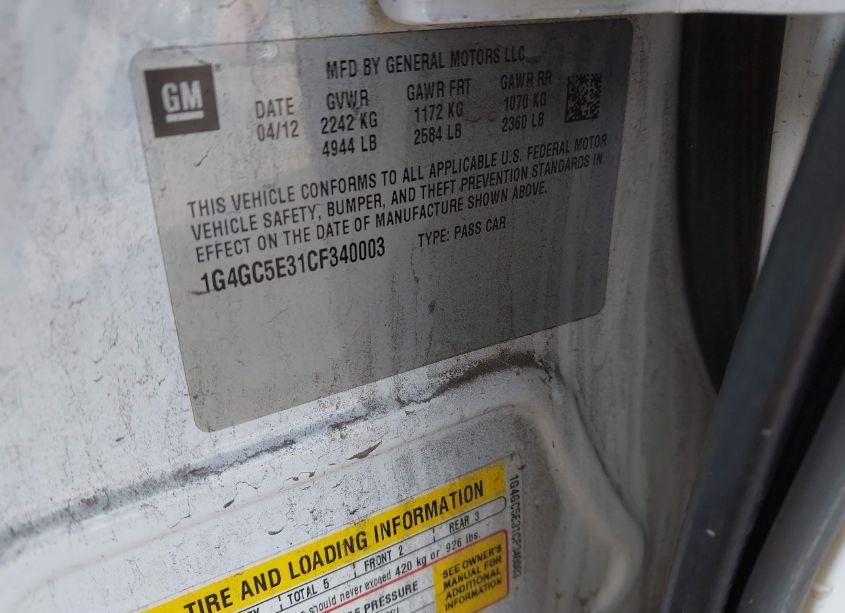 GM
MFD BY GENERAL MOTORS LLC
DATE GVWR GAWR FRT GAWR RR
04/12 2242 KG 1172 KG 1070 KG
4944 LB 2584 LB 2360 LB
THIS VEHICLE CONFORMS TO ALL APPLICABLE U.S. FEDERAL MOTOR
VEHICLE SAFETY, BUMPER, AND THEFT PREVENTION STANDARDS IN
EFFECT ON THE DATE OF MANUFACTURE SHOWN ABOVE.
1G4GC5E31CF340003 TYPE: PASS CAR
TIRE AND LOADING INFORMATION
TOTAL 5 FRONT 2 REAR 3
should never exceed 420 kg or 926 lbs.
PRESSURE
SEE OWNER'S
MANUAL FOR
ADDITIONAL
INFORMATION
1G4GC5E31CF340003